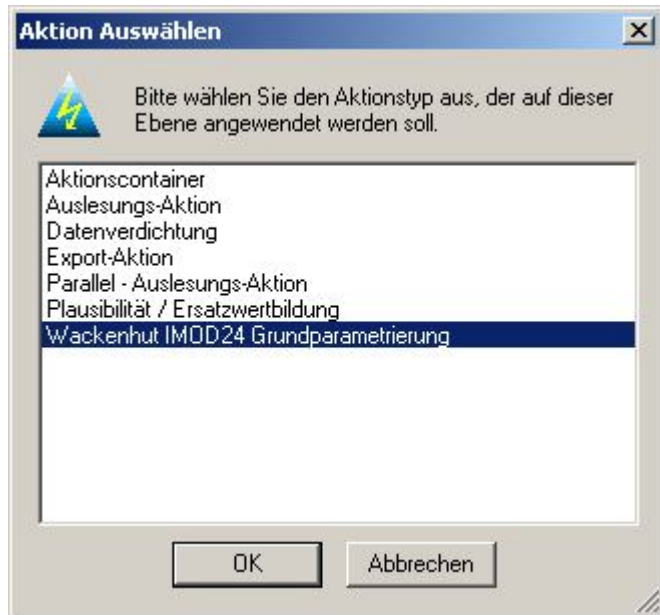 Aktion Auswählen
Bitte wählen Sie den Aktionstyp aus, der auf dieser
Ebene angewendet werden soll.
Aktionscontainer
Auslesungs-Aktion
Datenverdichtung
Export-Aktion
Parallel - Auslesungs-Aktion
Plausibilität / Ersatzwertbildung
Wackenhut IMOD24 Grundparametrierung
OK Abbrechen